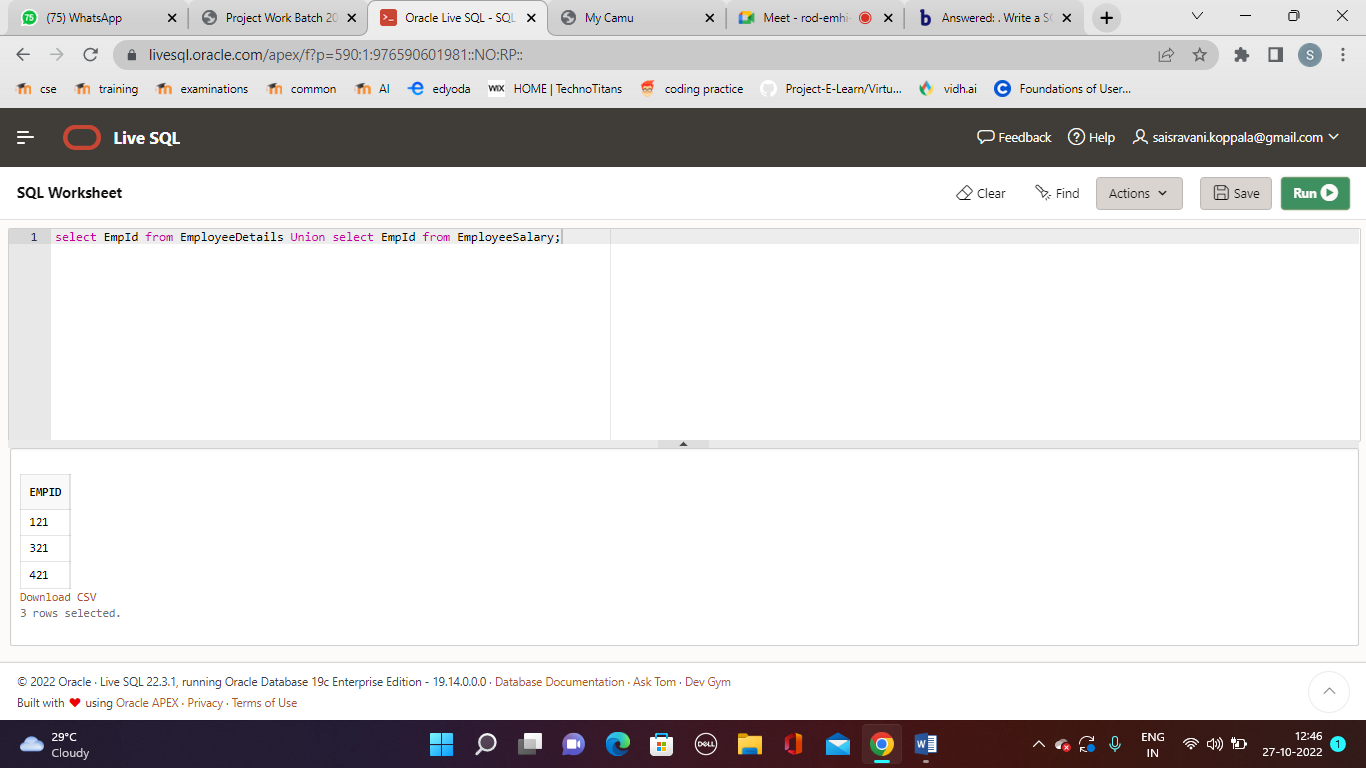 (75) WhatsApp
Project Work Batch 20
Oracle Live SQL - SQL
My Camu
Meet - rod-emhi
Answered: . Write a S
livesql.oracle.com/apex/f?p=590:1:976590601981::NO:RP::
S
cse
training
examinations
common
AI
edyoda
WIX HOME | TechnoTitans
coding practice
Project-E-Learn/Virtu...
vidh.ai
Foundations of User...
Live SQL
Feedback
Help
saisravani.koppala@gmail.com
SQL Worksheet
Clear
Find
Actions
Save
Run
1 select EmpId from EmployeeDetails Union select EmpId from EmployeeSalary;
EMPID
121
321
421
Download CSV
3 rows selected.
© 2022 Oracle · Live SQL 22.3.1, running Oracle Database 19c Enterprise Edition - 19.14.0.0.0 · Database Documentation · Ask Tom · Dev Gym
Built with ❤ using Oracle APEX · Privacy · Terms of Use
29°C
Cloudy
DELL
ENG
IN
12:46
27-10-2022
1